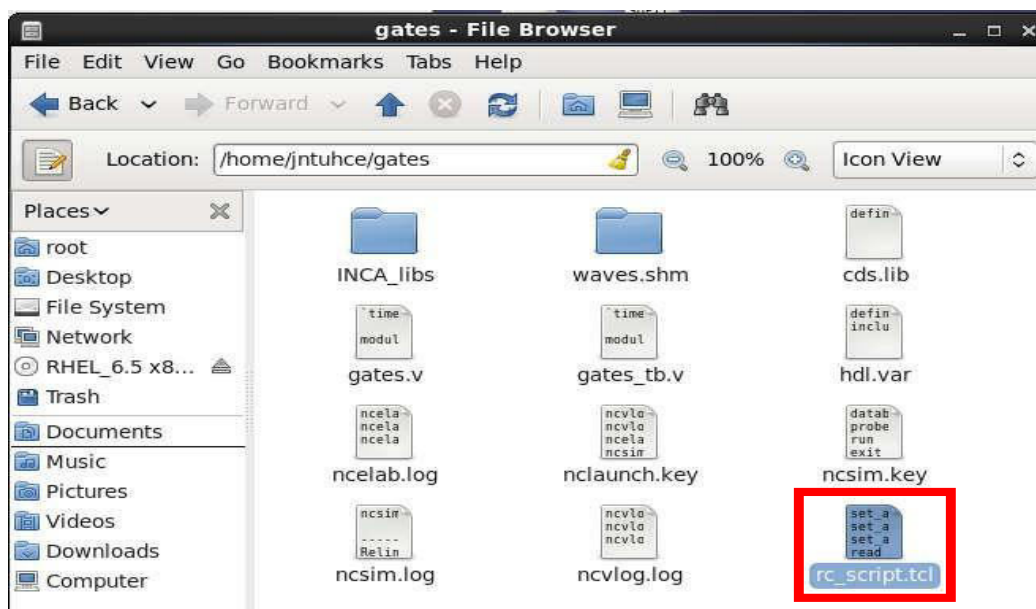 gates - File Browser
File Edit View Go Bookmarks Tabs Help
Back Forward
Location: /home/jntuhce/gates 100% Icon View
Places
root
Desktop
File System
Network
RHEL_6.5 x8...
Trash
Documents
Music
Pictures
Videos
Downloads
Computer
defin
INCA_libs waves.shm cds.lib
`time
modul
gates.v
`time
modul
gates_tb.v
defin
inclu
hdl.var
ncela
ncela
ncela
ncelab.log
ncvlo
ncvlo
ncela
ncsim
nclaunch.key
datab
probe
run
exit
ncsim.key
ncsim
-----
Relin
ncsim.log
ncvlo
ncvlo
ncvlo
ncvlog.log
set_a
set_a
set_a
read
rc_script.tcl